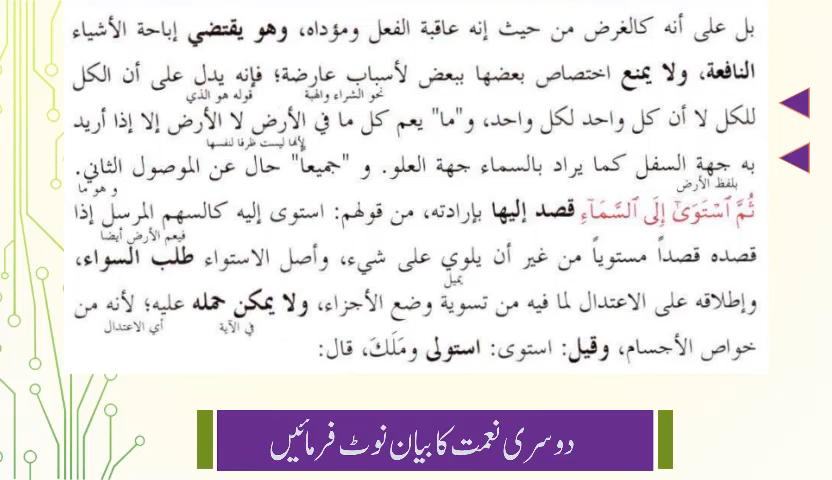 بل على أنه كالغرض من حيث إنه عاقبة الفعل ومؤداه، وهو يقتضي إباحة الأشياء
النافعة، ولا يمنع اختصاص بعضها ببعض لأسباب عارضة؛ فإنه يدل على أن الكل
نحو الشراء والهبة قوله هو الذي
للكل لا أن كل واحد لكل واحد، و"ما" يعم كل ما في الأرض لا الأرض إلا إذا أريد
لأنها ليست ظرفا لنفسها
به جهة السفل كما يراد بالسماء جهة العلو. و "جميعاً" حال عن الموصول الثاني.
بلفظ الأرض وهو ما
ثُمَّ ٱسْتَوَىٰٓ إِلَى ٱلسَّمَآءِ قصد إليها بإرادته، من قولهم: استوى إليه كالسهم المرسل إذا
فيعم الأرض أيضا
قصده قصداً مستوياً من غير أن يلوي على شيء، وأصل الاستواء طلب السواء،
يميل
وإطلاقه على الاعتدال لما فيه من تسوية وضع الأجزاء، ولا يمكن حمله عليه؛ لأنه من
في الآية أي الاعتدال
خواص الأجسام، وقيل: استوى: استولى ومَلَكَ، قال:
دوسری نعمت کا بیان نوٹ فرمائیں